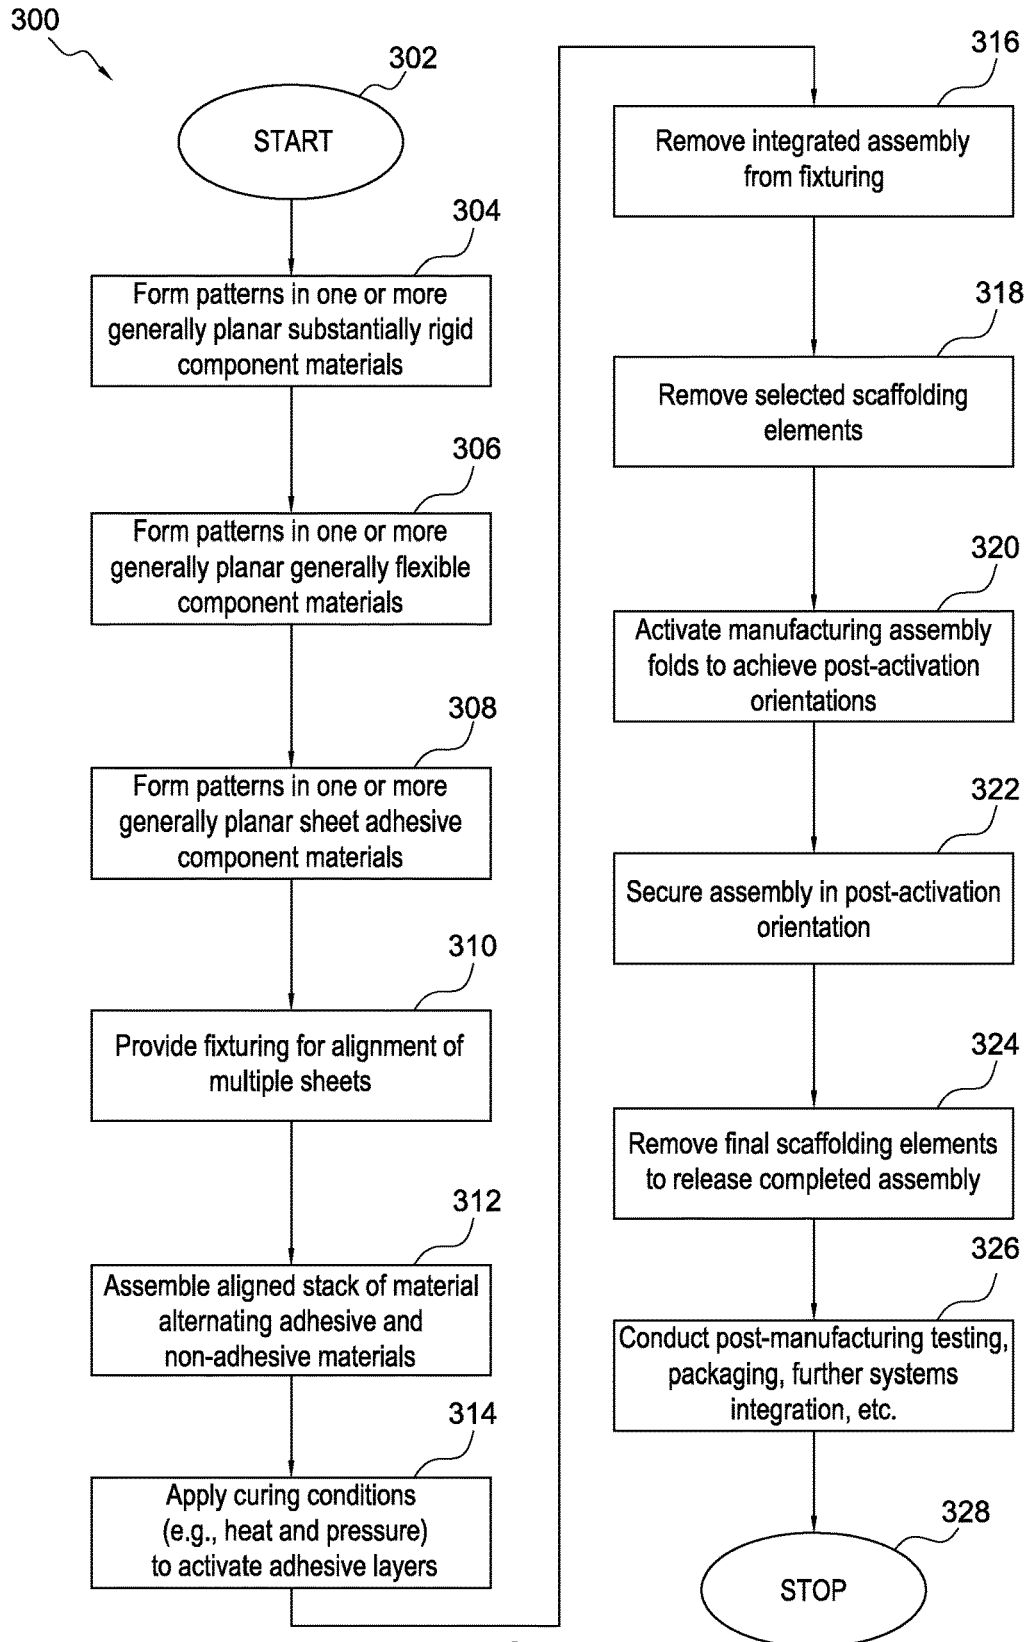 300
302
START
304
Form patterns in one or more
generally planar substantially rigid
component materials
306
Form patterns in one or more
generally planar generally flexible
component materials
308
Form patterns in one or more
generally planar sheet adhesive
component materials
310
Provide fixturing for alignment of
multiple sheets
312
Assemble aligned stack of material
alternating adhesive and
non-adhesive materials
314
Apply curing conditions
(e.g., heat and pressure)
to activate adhesive layers
316
Remove integrated assembly
from fixturing
318
Remove selected scaffolding
elements
320
Activate manufacturing assembly
folds to achieve post-activation
orientations
322
Secure assembly in post-activation
orientation
324
Remove final scaffolding elements
to release completed assembly
326
Conduct post-manufacturing testing,
packaging, further systems
integration, etc.
328
STOP